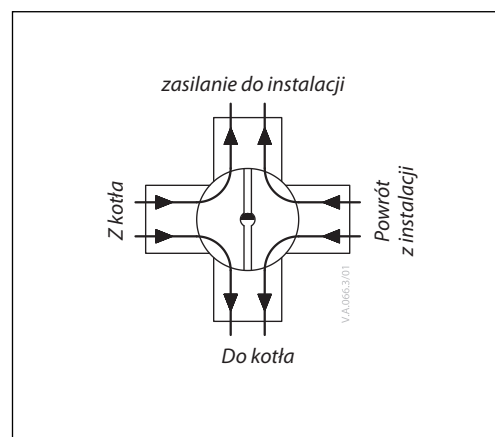 zasilanie do instalacji
Z kotła
Powrót
z instalacji
V.A.066.3/01
Do kotła